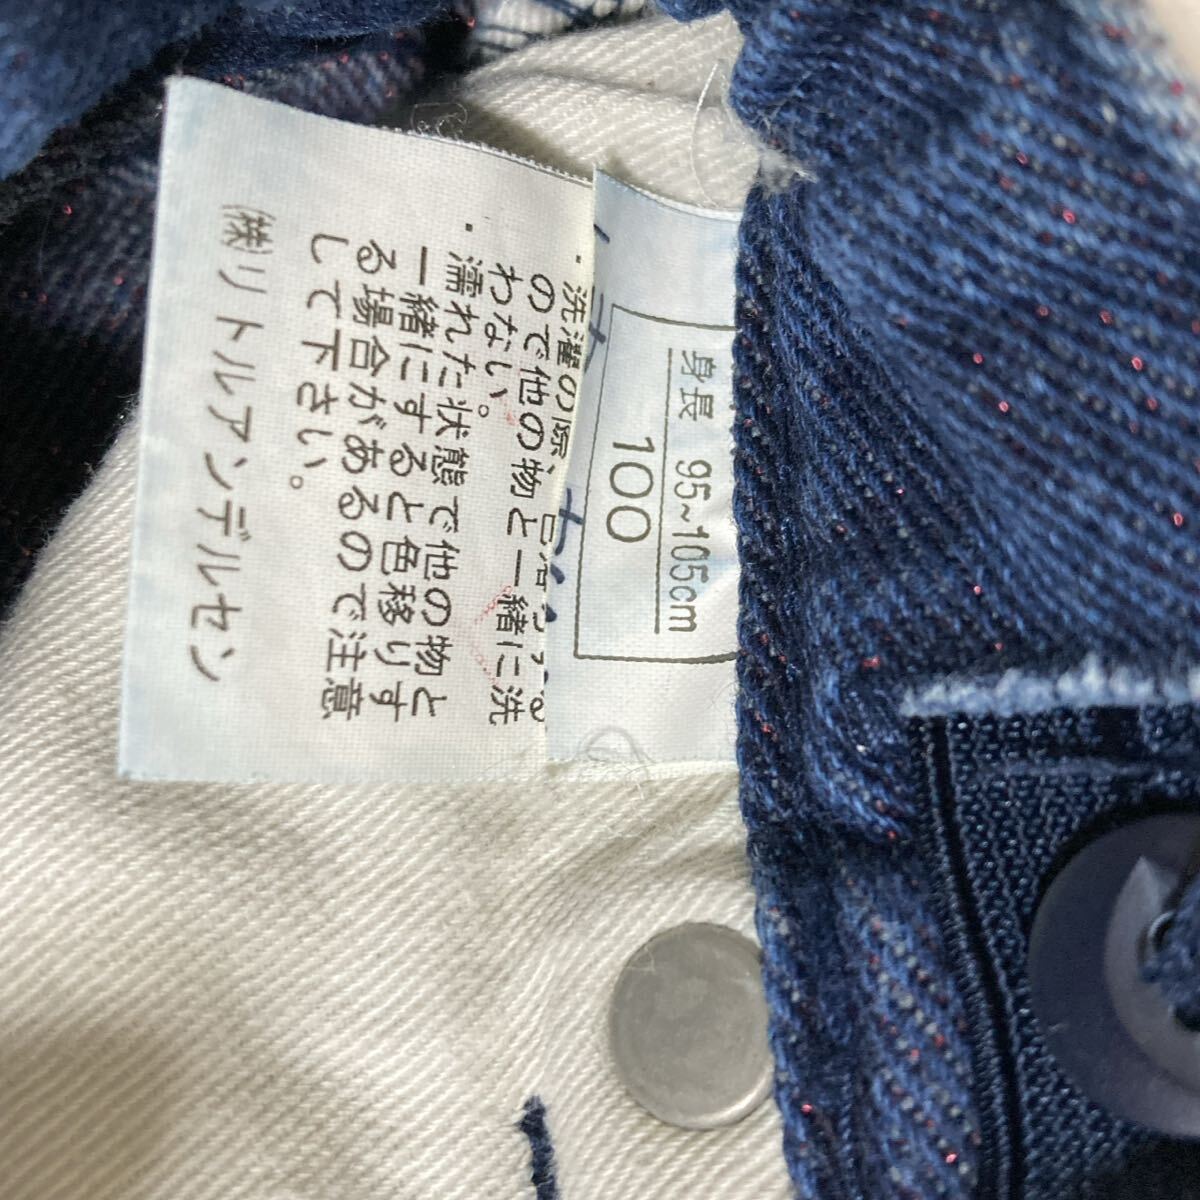 ・洗濯の際、
ので他の物と一緒に洗
わない。
・濡れた状態で他の物と
一緒にすると色移りす
る場合があるので注意
して下さい。
㈱リトルアンデルセン
身長 95~105cm
100